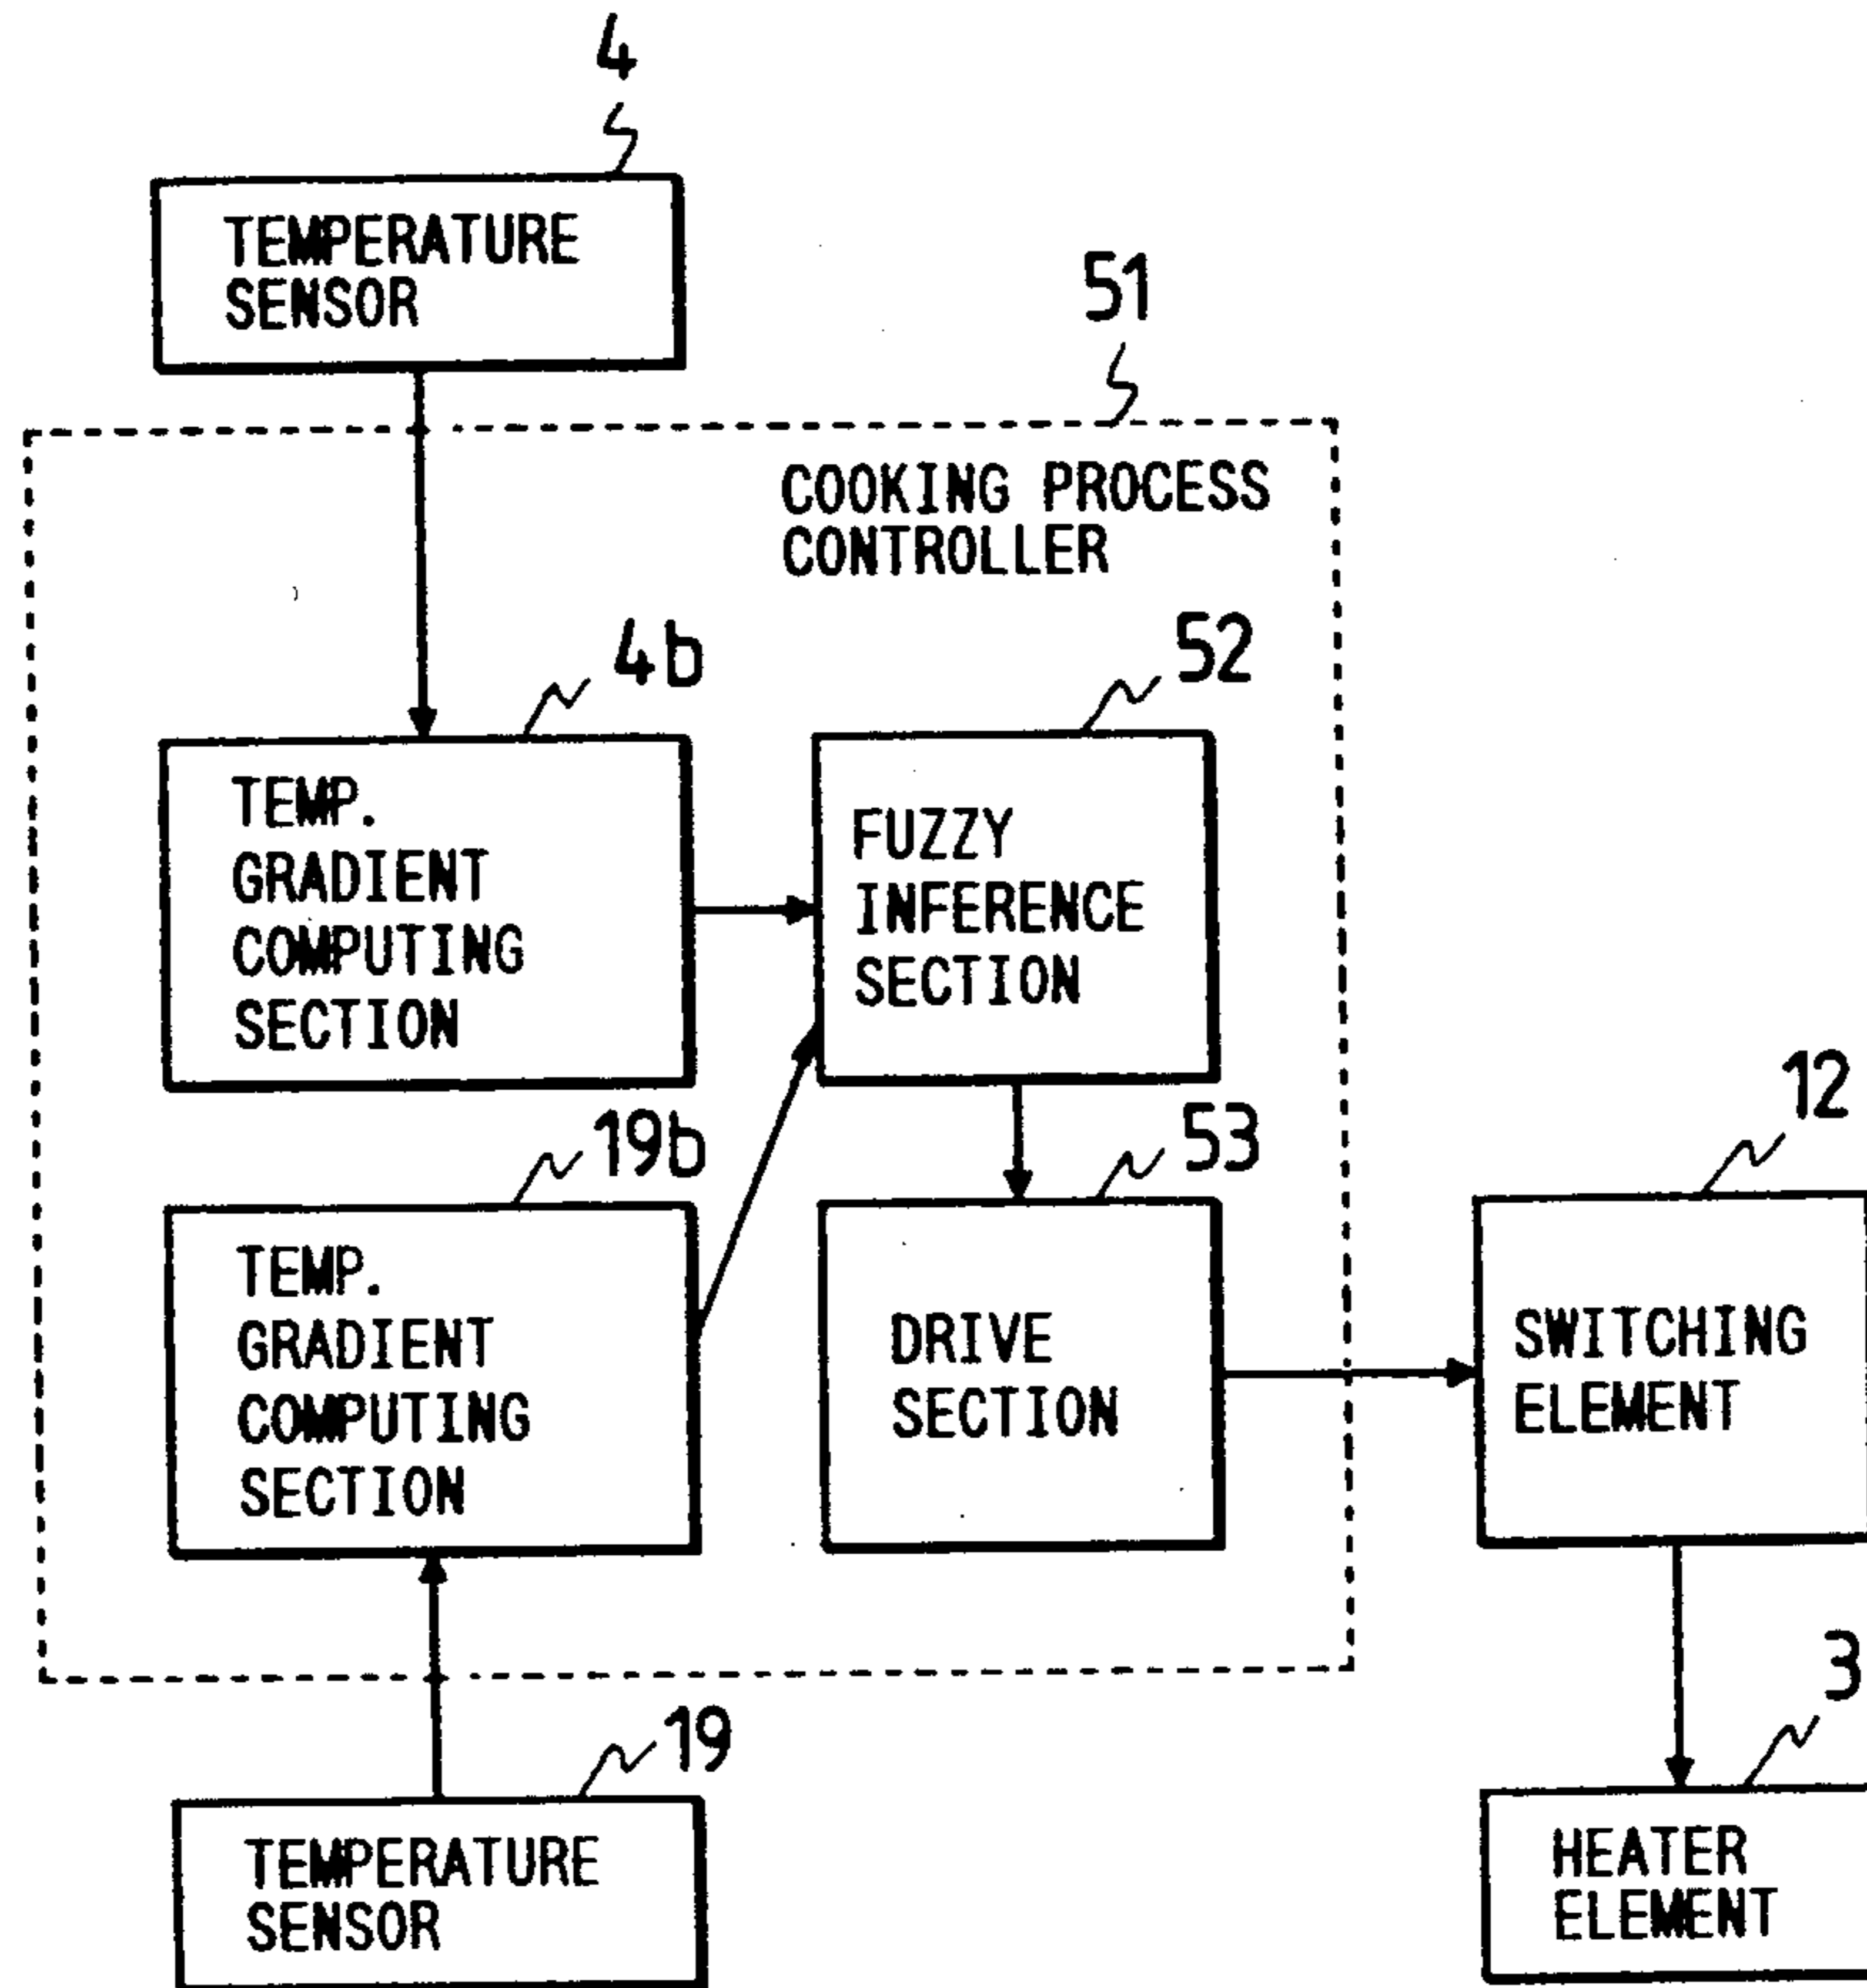 4
TEMPERATURE
SENSOR
51
COOKING PROCESS
CONTROLLER
4b
TEMP.
GRADIENT
COMPUTING
SECTION
52
FUZZY
INFERENCE
SECTION
19b
TEMP.
GRADIENT
COMPUTING
SECTION
53
DRIVE
SECTION
12
SWITCHING
ELEMENT
19
TEMPERATURE
SENSOR
3
HEATER
ELEMENT